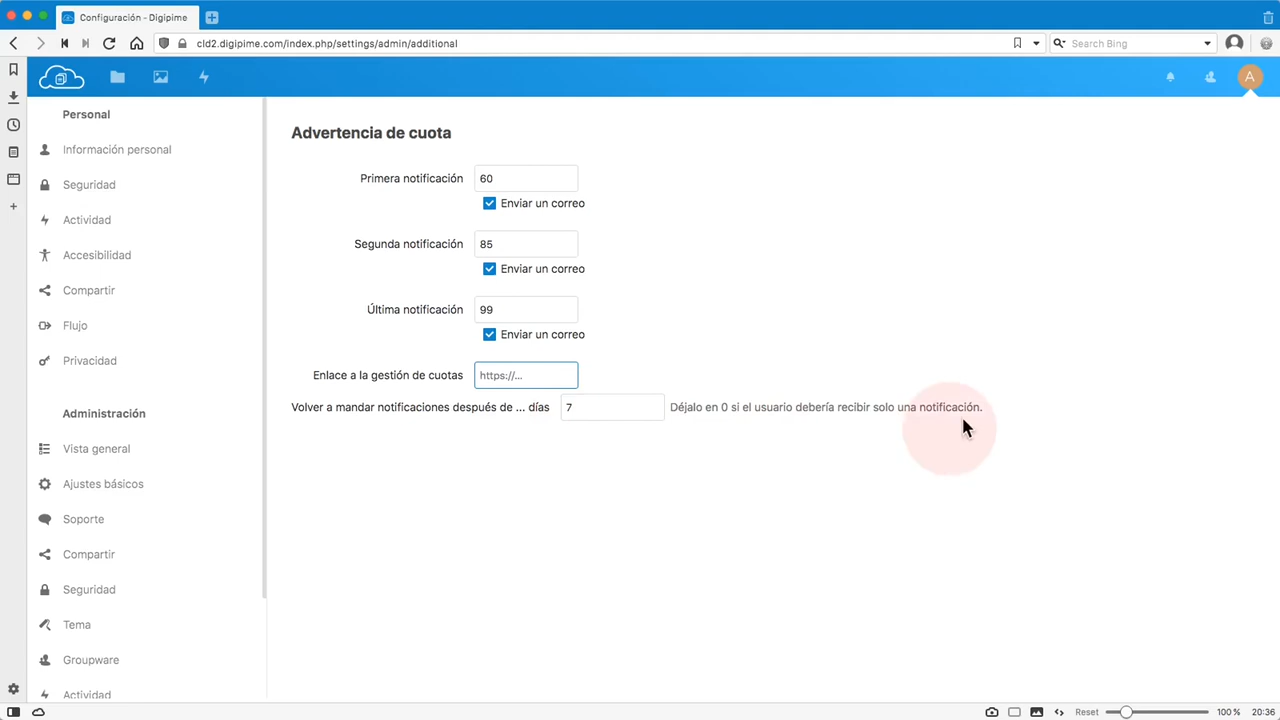 Configuración - Digipime
cld2.digipime.com/index.php/settings/admin/additional
Search Bing
A
Personal
Información personal
Seguridad
Actividad
Accesibilidad
Compartir
Flujo
Privacidad
Administración
Vista general
Ajustes básicos
Soporte
Compartir
Seguridad
Tema
Groupware
Actividad
Advertencia de cuota
Primera notificación 60
Enviar un correo
Segunda notificación 85
Enviar un correo
Última notificación 99
Enviar un correo
Enlace a la gestión de cuotas https://...
Volver a mandar notificaciones después de ... días 7 Déjalo en 0 si el usuario debería recibir solo una notificación.
Reset 100 % 20:36